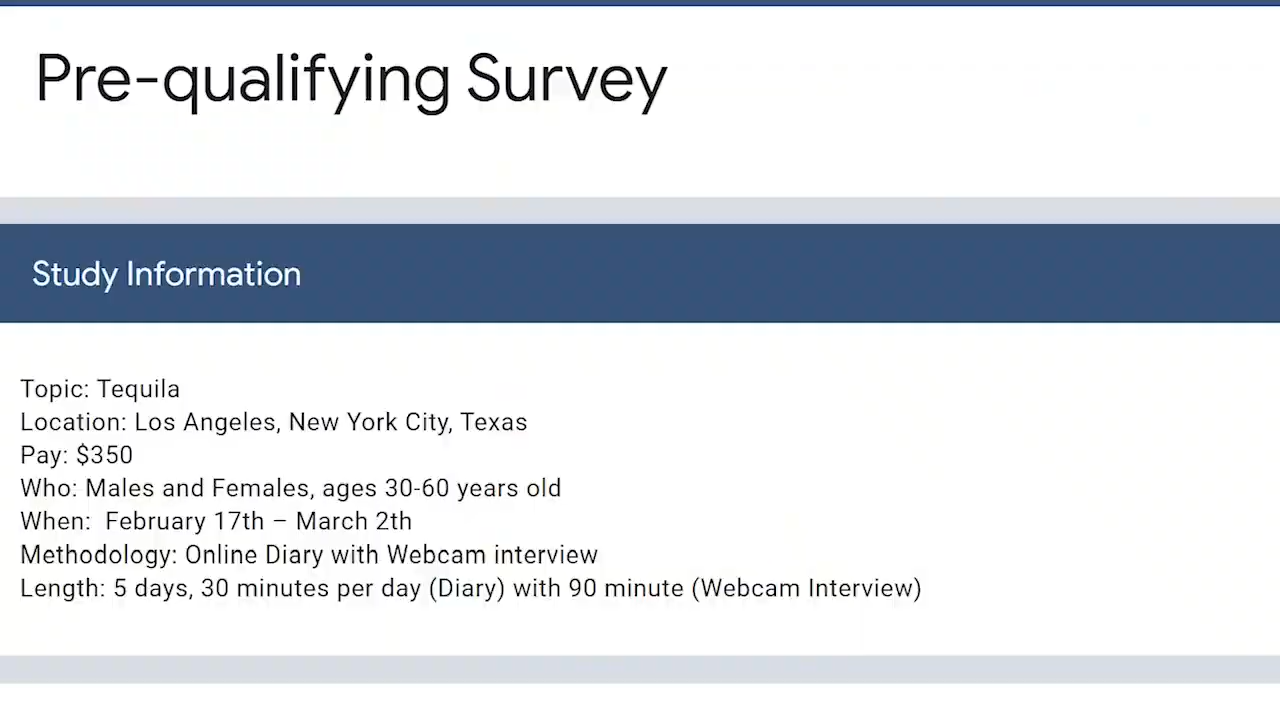 Pre-qualifying Survey
Study Information
Topic: Tequila
Location: Los Angeles, New York City, Texas
Pay: $350
Who: Males and Females, ages 30-60 years old
When:  February 17th – March 2th
Methodology: Online Diary with Webcam interview
Length: 5 days, 30 minutes per day (Diary) with 90 minute (Webcam Interview)